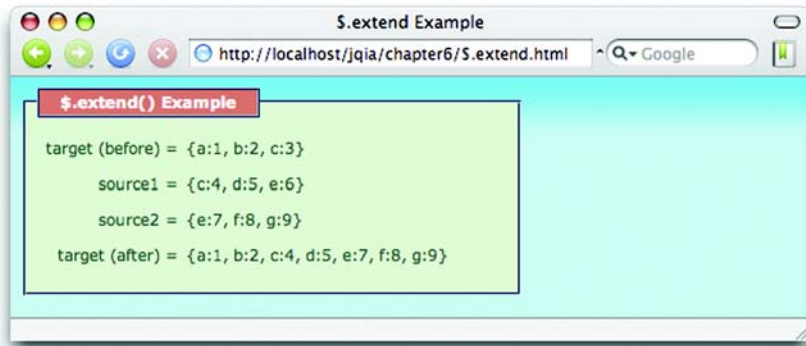 $.extend Example
http://localhost/jqia/chapter6/$.extend.html
Google
$.extend() Example
target (before) = {a:1, b:2, c:3}
source1 = {c:4, d:5, e:6}
source2 = {e:7, f:8, g:9}
target (after) = {a:1, b:2, c:4, d:5, e:7, f:8, g:9}